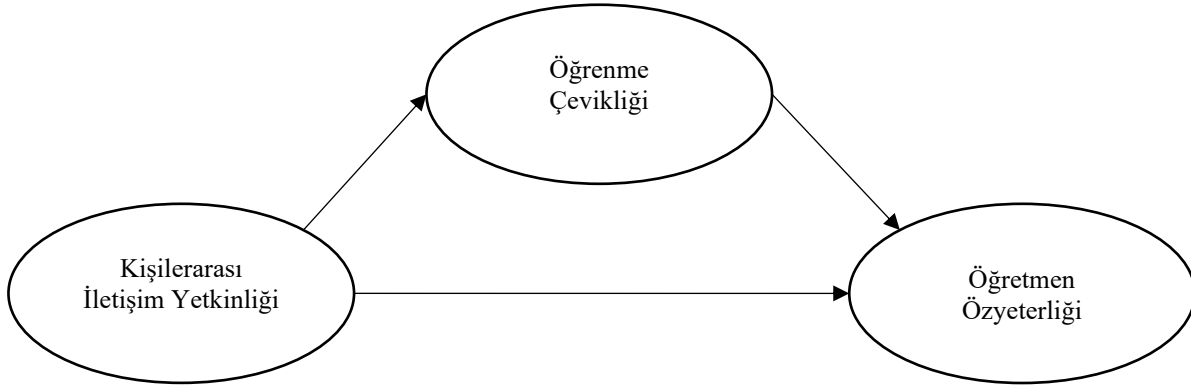 Öğrenme
Çevikliği
Kişilerarası
İletişim Yetkinliği
Öğretmen
Özyeterliği